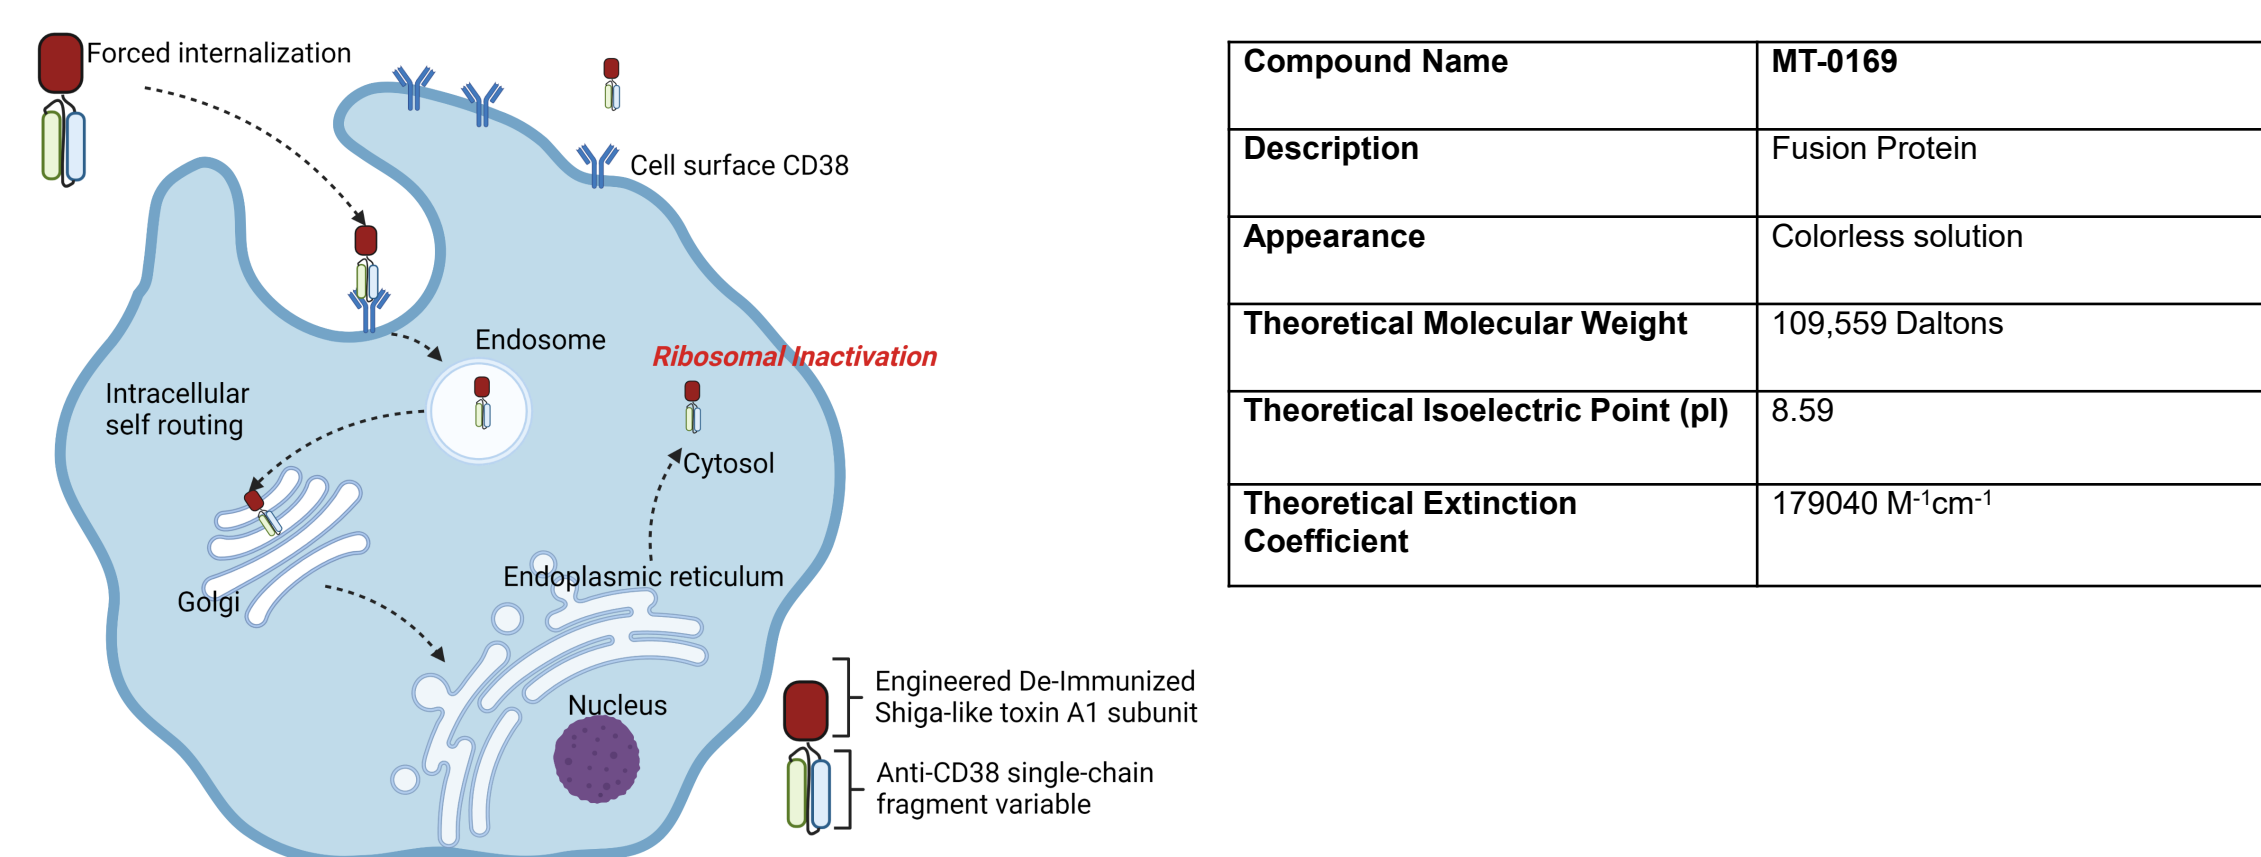 Forced internalization
Cell surface CD38
Endosome
Ribosomal Inactivation
Intracellular
self routing
Cytosol
Endoplasmic reticulum
Golgi
Nucleus
Engineered De-Immunized
Shiga-like toxin A1 subunit
Anti-CD38 single-chain
fragment variable
Compound Name MT-0169
Description Fusion Protein
Appearance Colorless solution
Theoretical Molecular Weight 109,559 Daltons
Theoretical Isoelectric Point (pI) 8.59
Theoretical Extinction 179040 M⁻¹cm⁻¹
Coefficient